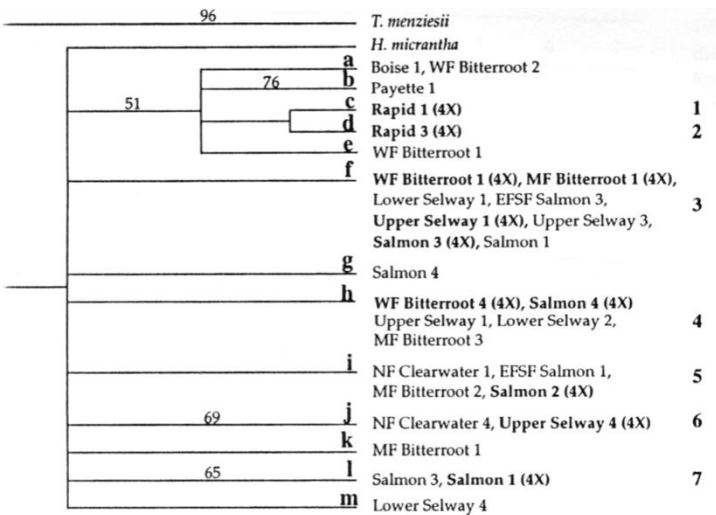 96 T. menziesii
H. micrantha
a Boise 1, WF Bitterroot 2
76 b Payette 1
51 c Rapid 1 (4X) 1
d Rapid 3 (4X) 2
e WF Bitterroot 1
f WF Bitterroot 1 (4X), MF Bitterroot 1 (4X),
Lower Selway 1, EFSF Salmon 3, 3
Upper Selway 1 (4X), Upper Selway 3,
Salmon 3 (4X), Salmon 1
g Salmon 4
h WF Bitterroot 4 (4X), Salmon 4 (4X)
Upper Selway 1, Lower Selway 2, 4
MF Bitterroot 3
i NF Clearwater 1, EFSF Salmon 1, 5
MF Bitterroot 2, Salmon 2 (4X)
69 j NF Clearwater 4, Upper Selway 4 (4X) 6
k MF Bitterroot 1
65 l Salmon 3, Salmon 1 (4X) 7
m Lower Selway 4